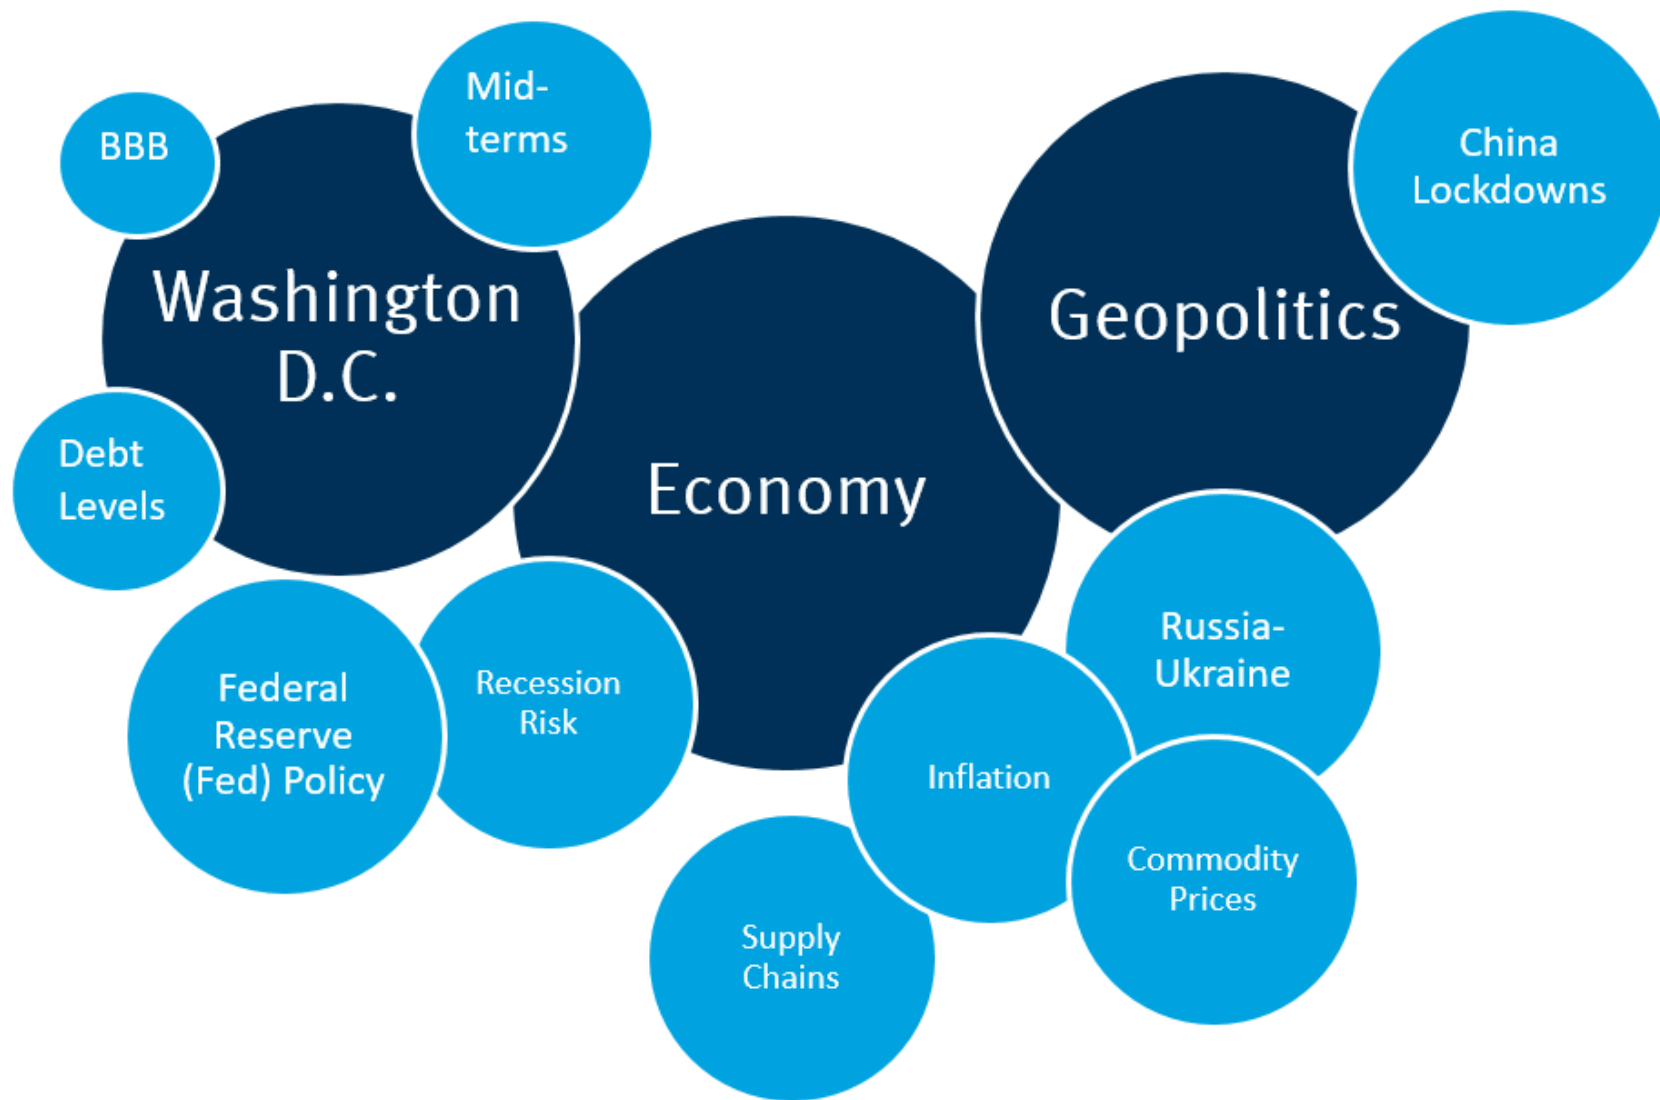 BBB
Mid-
terms
China
Lockdowns
Washington
D.C.
Geopolitics
Debt
Levels
Economy
Federal
Reserve
(Fed) Policy
Recession
Risk
Russia-
Ukraine
Inflation
Commodity
Prices
Supply
Chains